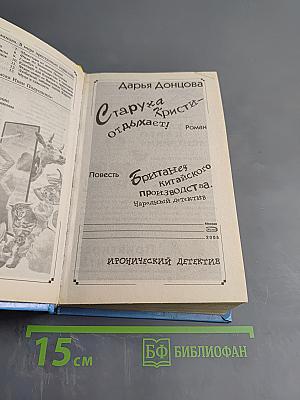 Дарья Донцова
Старуха Кристи –
отдыхает!
Роман
Повесть
Британец
китайского
производства.
Народный детектив
Москва
2005
ИРОНИЧЕСКИЙ ДЕТЕКТИВ
15 см
БФ БИБЛИОФАН